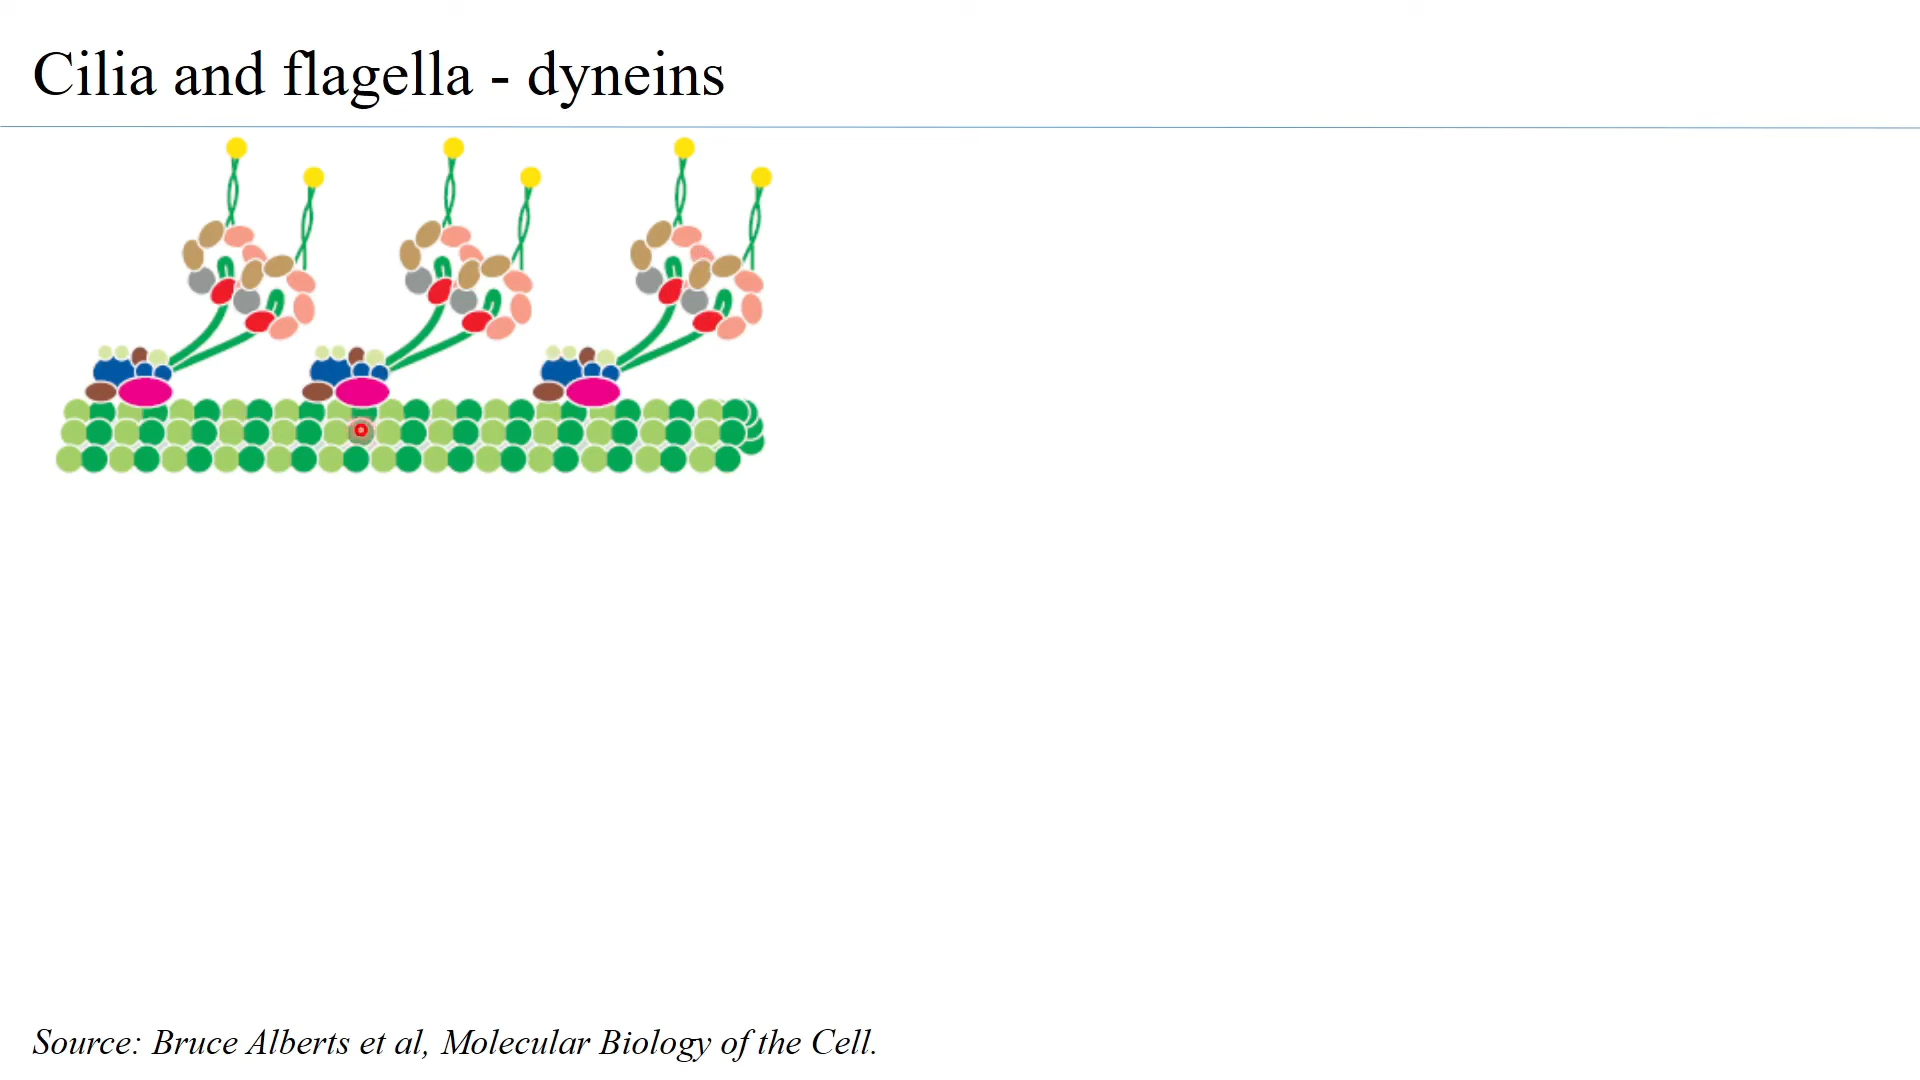 Cilia and flagella - dyneins
Source: Bruce Alberts et al, Molecular Biology of the Cell.